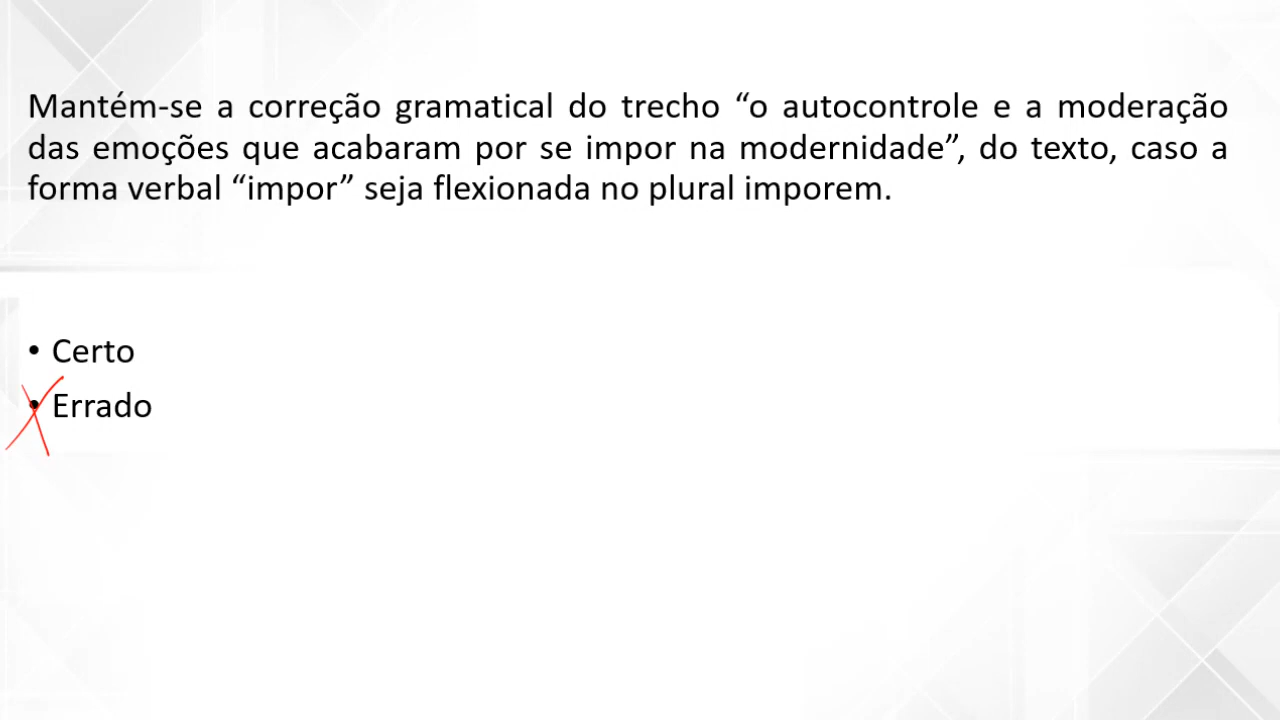 Mantém-se a correção gramatical do trecho “o autocontrole e a moderação
das emoções que acabaram por se impor na modernidade”, do texto, caso a
forma verbal “impor” seja flexionada no plural imporem.
• Certo
• Errado